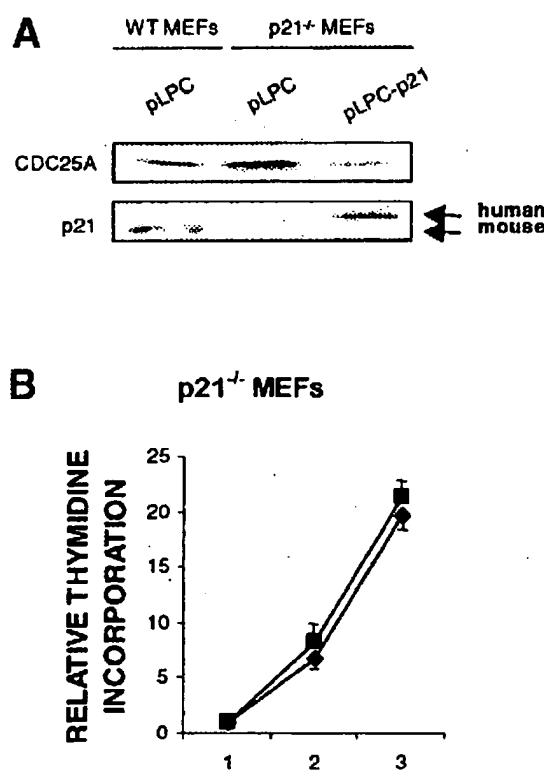 A
WT MEFs p21-/- MEFs
pLPC pLPC pLPC-p21
CDC25A
p21 human
mouse
B
p21-/- MEFs
RELATIVE THYMIDINE
INCORPORATION
25
20
15
10
5
0
1 2 3